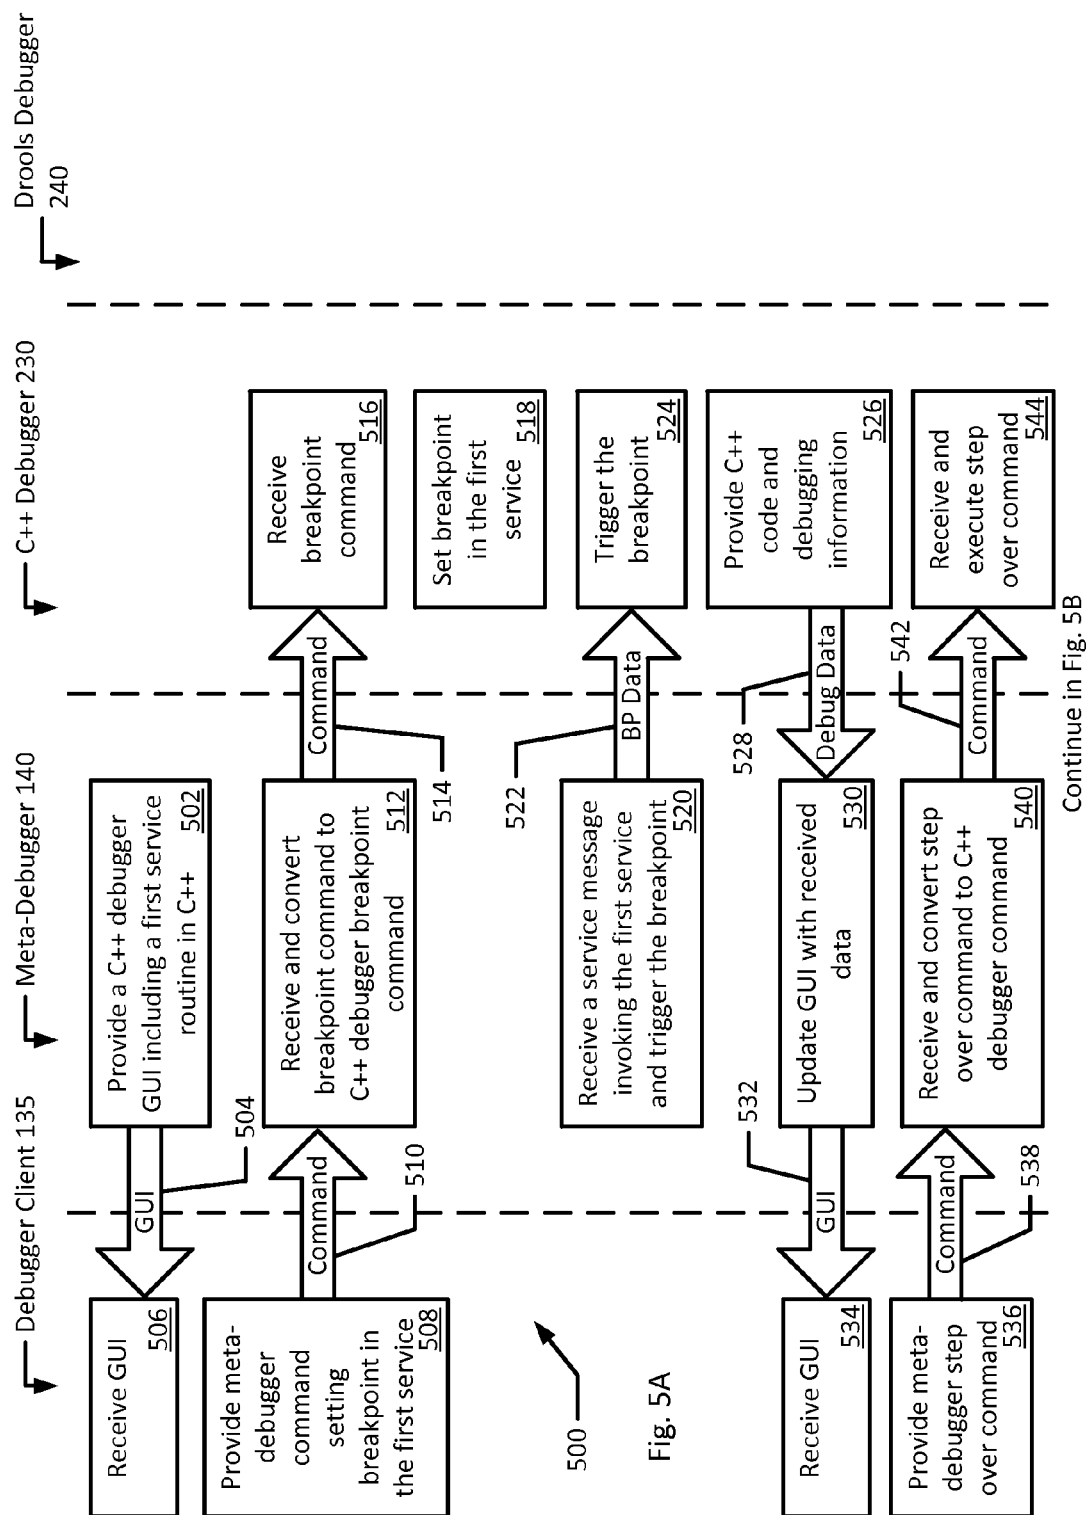 Debugger Client 135
Meta-Debugger 140
C++ Debugger 230
Drools Debugger
240
Provide a C++ debugger
GUI including a first service
routine in C++
502
GUI
504
Receive GUI
506
Provide meta-
debugger
command
setting
breakpoint in
the first service
508
Command
510
Receive and convert
breakpoint command to
C++ debugger breakpoint
command
512
Command
514
Receive
breakpoint
command
516
Set breakpoint
in the first
service
518
Receive a service message
invoking the first service
and trigger the breakpoint
520
BP Data
522
Trigger the
breakpoint
524
Provide C++
code and
debugging
information
526
Debug Data
528
Update GUI with received
data
530
GUI
532
Receive GUI
534
Provide meta-
debugger step
over command
536
Command
538
Receive and convert step
over command to C++
debugger command
540
Command
542
Receive and
execute step
over command
544
500
Fig. 5A
Continue in Fig. 5B